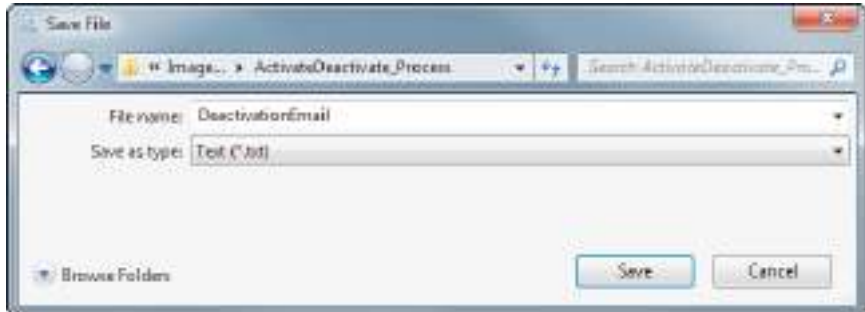 Save File
« Image... ▸ ActivateDeactivate_Process
Search ActivateDeactivate_Pro...
File name: DeactivationEmail
Save as type: Text (*.txt)
Browse Folders
Save
Cancel